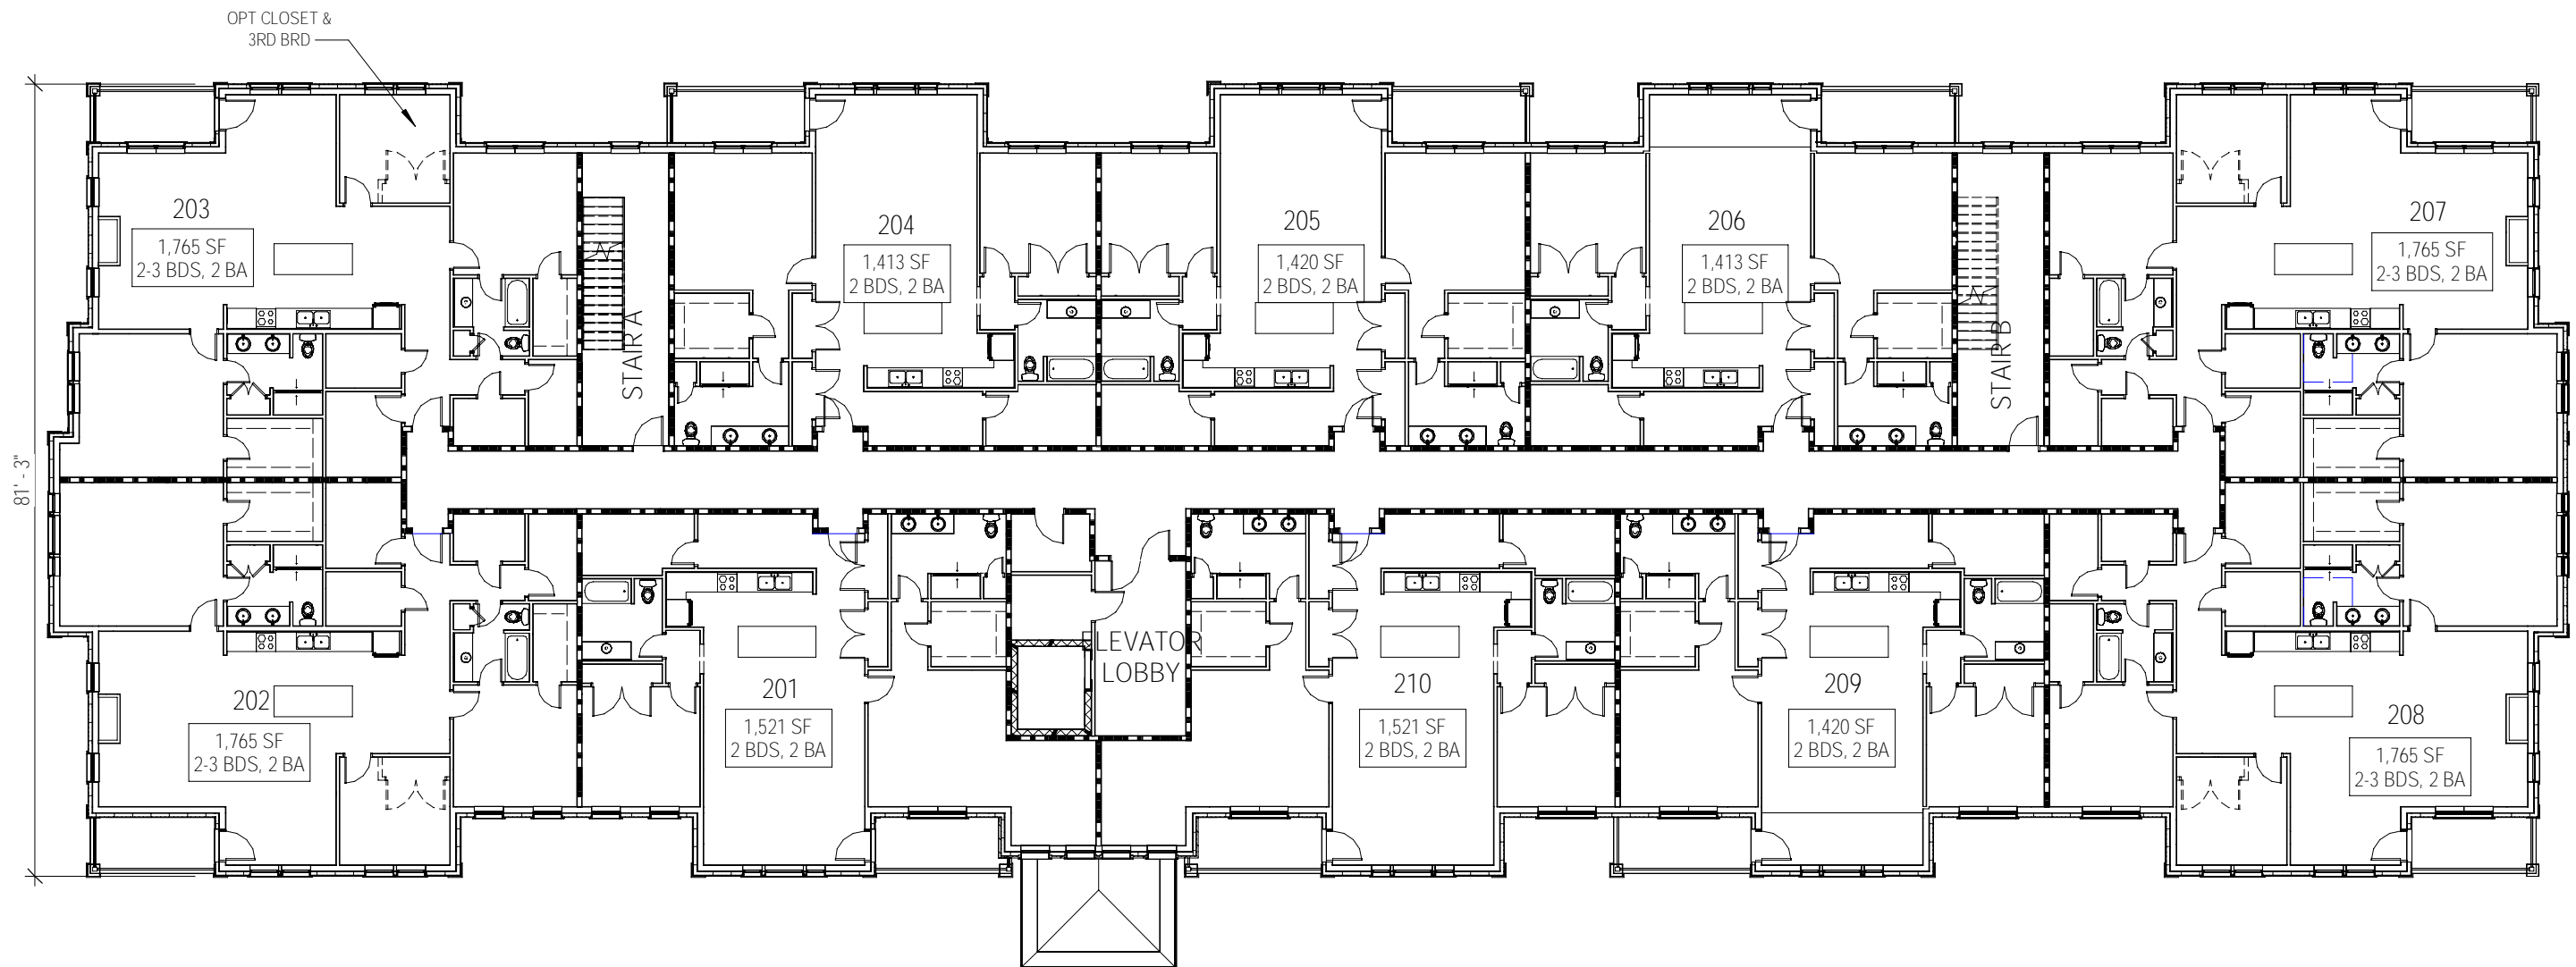 OPT CLOSET &
3RD BRD
203
1,765 SF
2-3 BDS, 2 BA
204
1,413 SF
2 BDS, 2 BA
205
1,420 SF
2 BDS, 2 BA
206
1,413 SF
2 BDS, 2 BA
207
1,765 SF
2-3 BDS, 2 BA
STAIR A
STAIR B
81' - 3"
202
1,765 SF
2-3 BDS, 2 BA
201
1,521 SF
2 BDS, 2 BA
ELEVATOR
LOBBY
210
1,521 SF
2 BDS, 2 BA
209
1,420 SF
2 BDS, 2 BA
208
1,765 SF
2-3 BDS, 2 BA